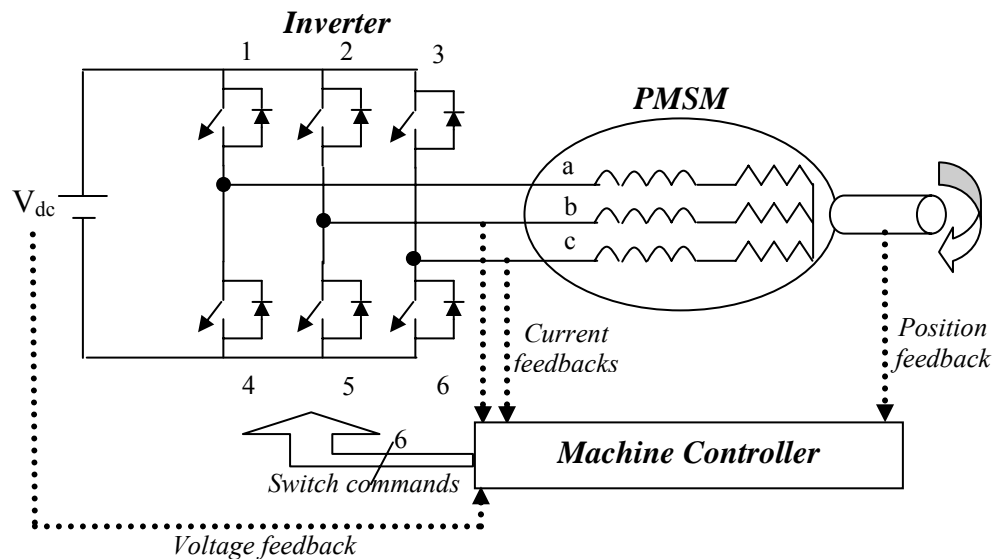 Inverter
1
2
3
PMSM
a
b
c
Vdc
Current
feedbacks
Position
feedback
4
5
6
6
Switch commands
Machine Controller
Voltage feedback